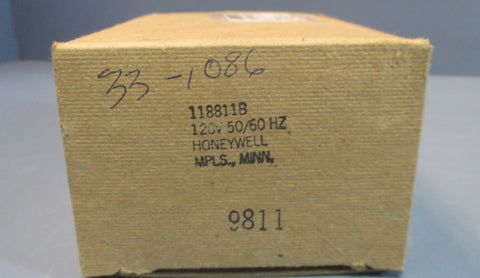 33-1086
118811B
120V 50/60 HZ
HONEYWELL
MPLS., MINN.
9811